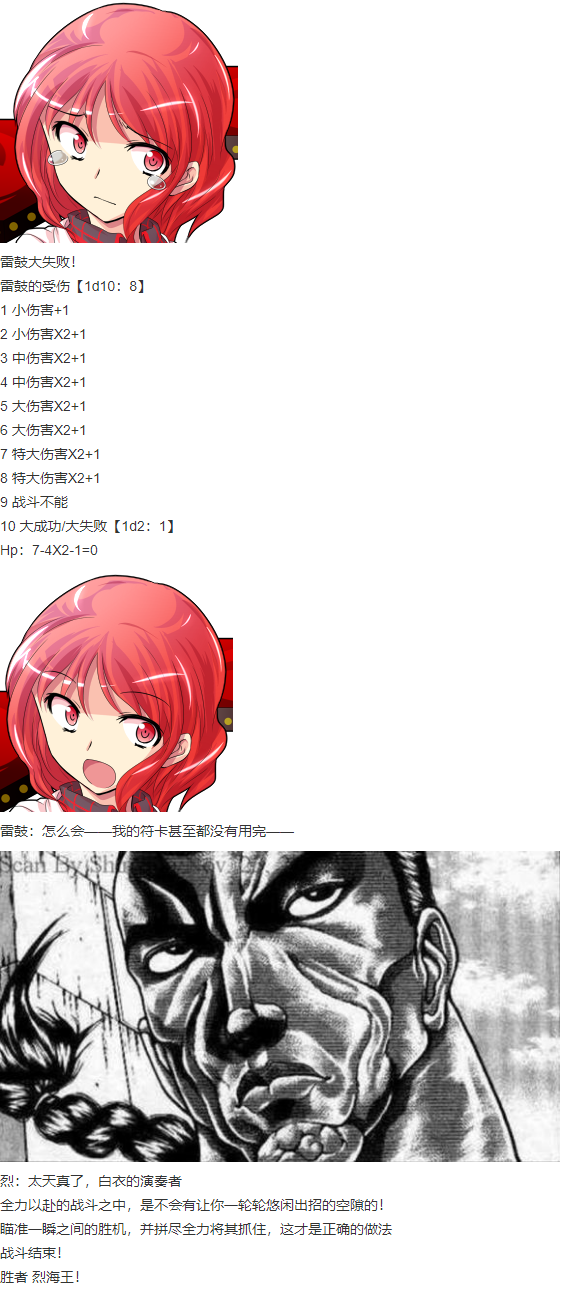 雷鼓大失败！
雷鼓的受伤【1d10：8】
1 小伤害+1
2 小伤害X2+1
3 中伤害X2+1
4 中伤害X2+1
5 大伤害X2+1
6 大伤害X2+1
7 特大伤害X2+1
8 特大伤害X2+1
9 战斗不能
10 大成功/大失败【1d2：1】
Hp：7-4X2-1=0
雷鼓：怎么会——我的符卡甚至都没有用完——
Scan By
烈：太天真了，白衣的演奏者
全力以赴的战斗之中，是不会有让你一轮轮悠闲出招的空隙的！
瞄准一瞬之间的胜机，并拼尽全力将其抓住，这才是正确的做法
战斗结束！
胜者 烈海王！